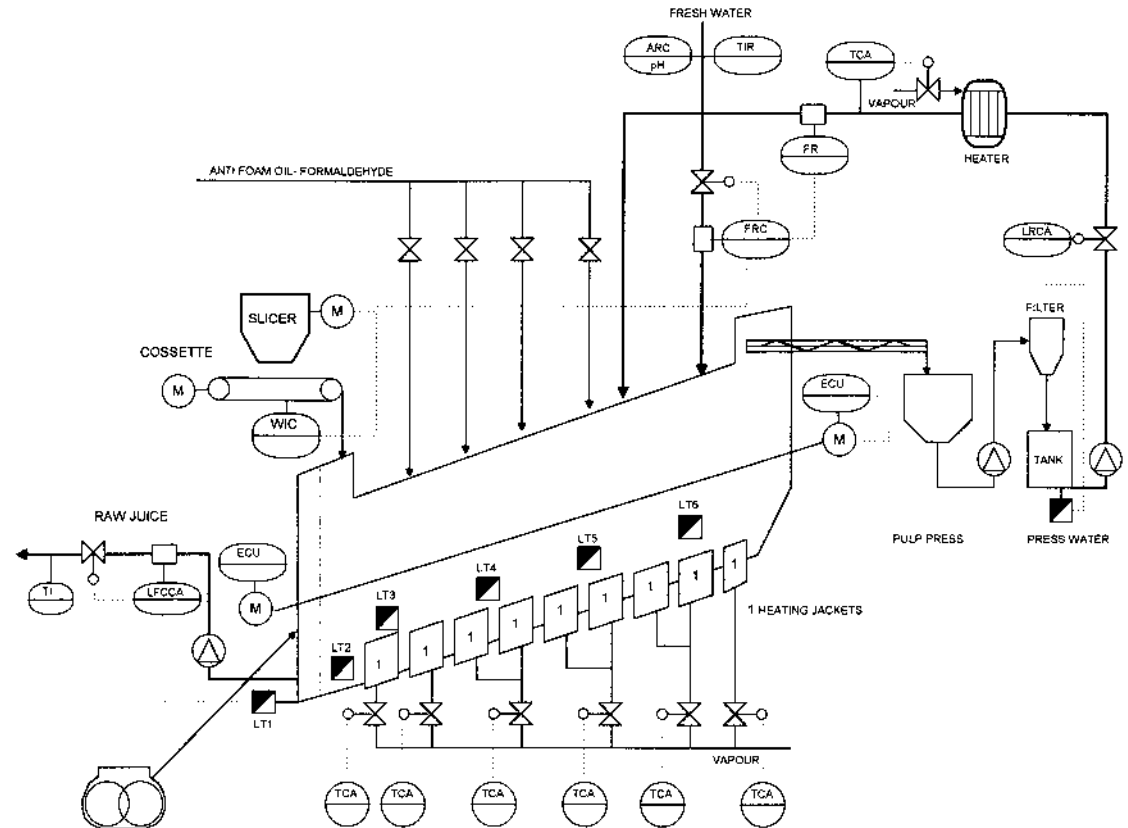 FRESH WATER
ARC
pH
TIR
TCA
VAPOUR
HEATER
FR
ANTI FOAM OIL- FORMALDEHYDE
FRC
LRCA
SLICER
M
FILTER
COSSETTE
M
ECU
WIC
M
TANK
RAW JUICE
LT6
PULP PRESS
PRESS WATER
ECU
LT5
TI
LFCCA
LT4
M
LT3
1 HEATING JACKETS
1
1
1
1
1
1
1
1
1
LT2
LT1
VAPOUR
TCA
TCA
TCA
TCA
TCA
TCA